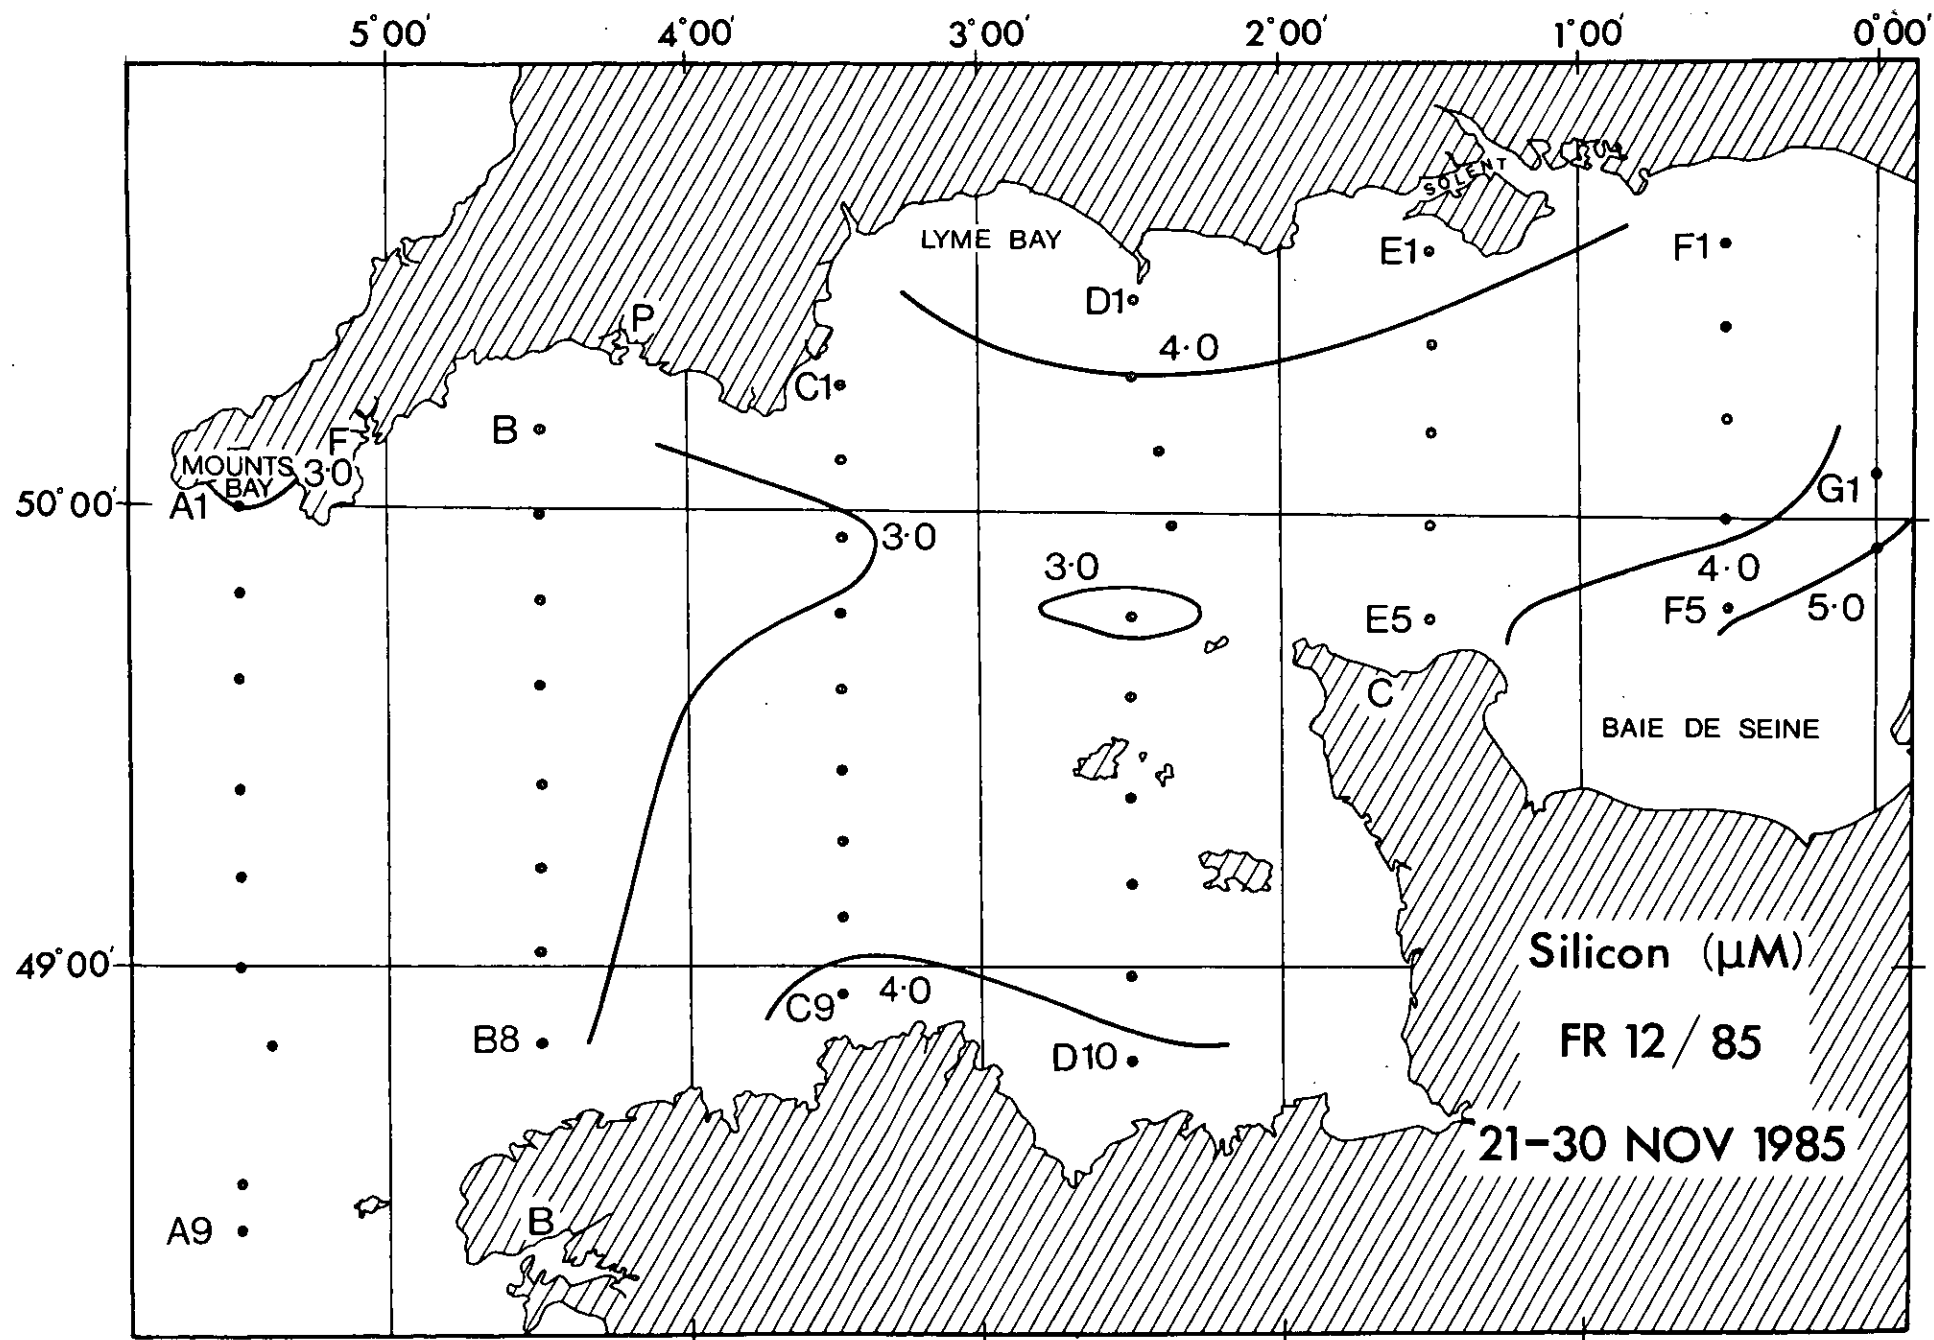 5°00' 4°00' 3°00' 2°00' 1°00' 0°00'
SOLENT
LYME BAY
E1 F1
D1
P
4·0
C1
B
F
MOUNTS BAY
3·0
A1
50°00'
G1
3·0
3·0
4·0
E5 F5 5·0
C
BAIE DE SEINE
49°00'
Silicon (µM)
C9 4·0
B8
D10
FR 12/85
21-30 NOV 1985
A9
B